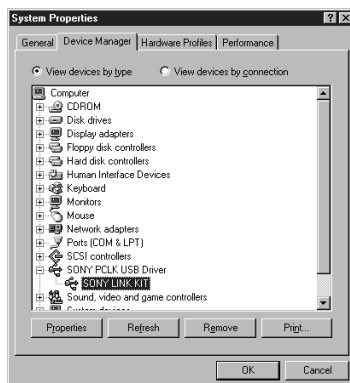 System Properties
General Device Manager Hardware Profiles Performance
View devices by type View devices by connection
Computer
CDROM
Disk drives
Display adapters
Floppy disk controllers
Hard disk controllers
Human Interface Devices
Keyboard
Monitors
Mouse
Network adapters
Ports (COM & LPT)
SCSI controllers
SONY PCLK USB Driver
SONY LINK KIT
Sound, video and game controllers
System devices
Properties Refresh Remove Print...
OK Cancel